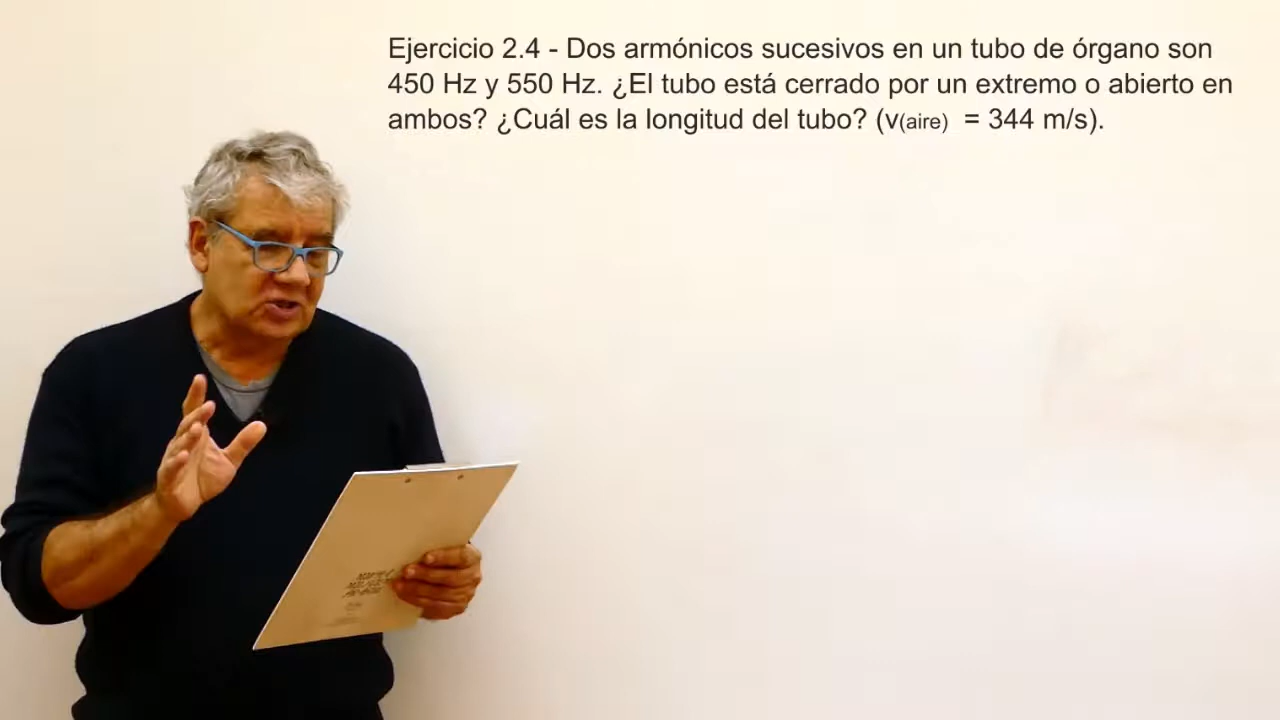 Ejercicio 2.4 - Dos armónicos sucesivos en un tubo de órgano son
450 Hz y 550 Hz. ¿El tubo está cerrado por un extremo o abierto en
ambos? ¿Cuál es la longitud del tubo? (v(aire) = 344 m/s).